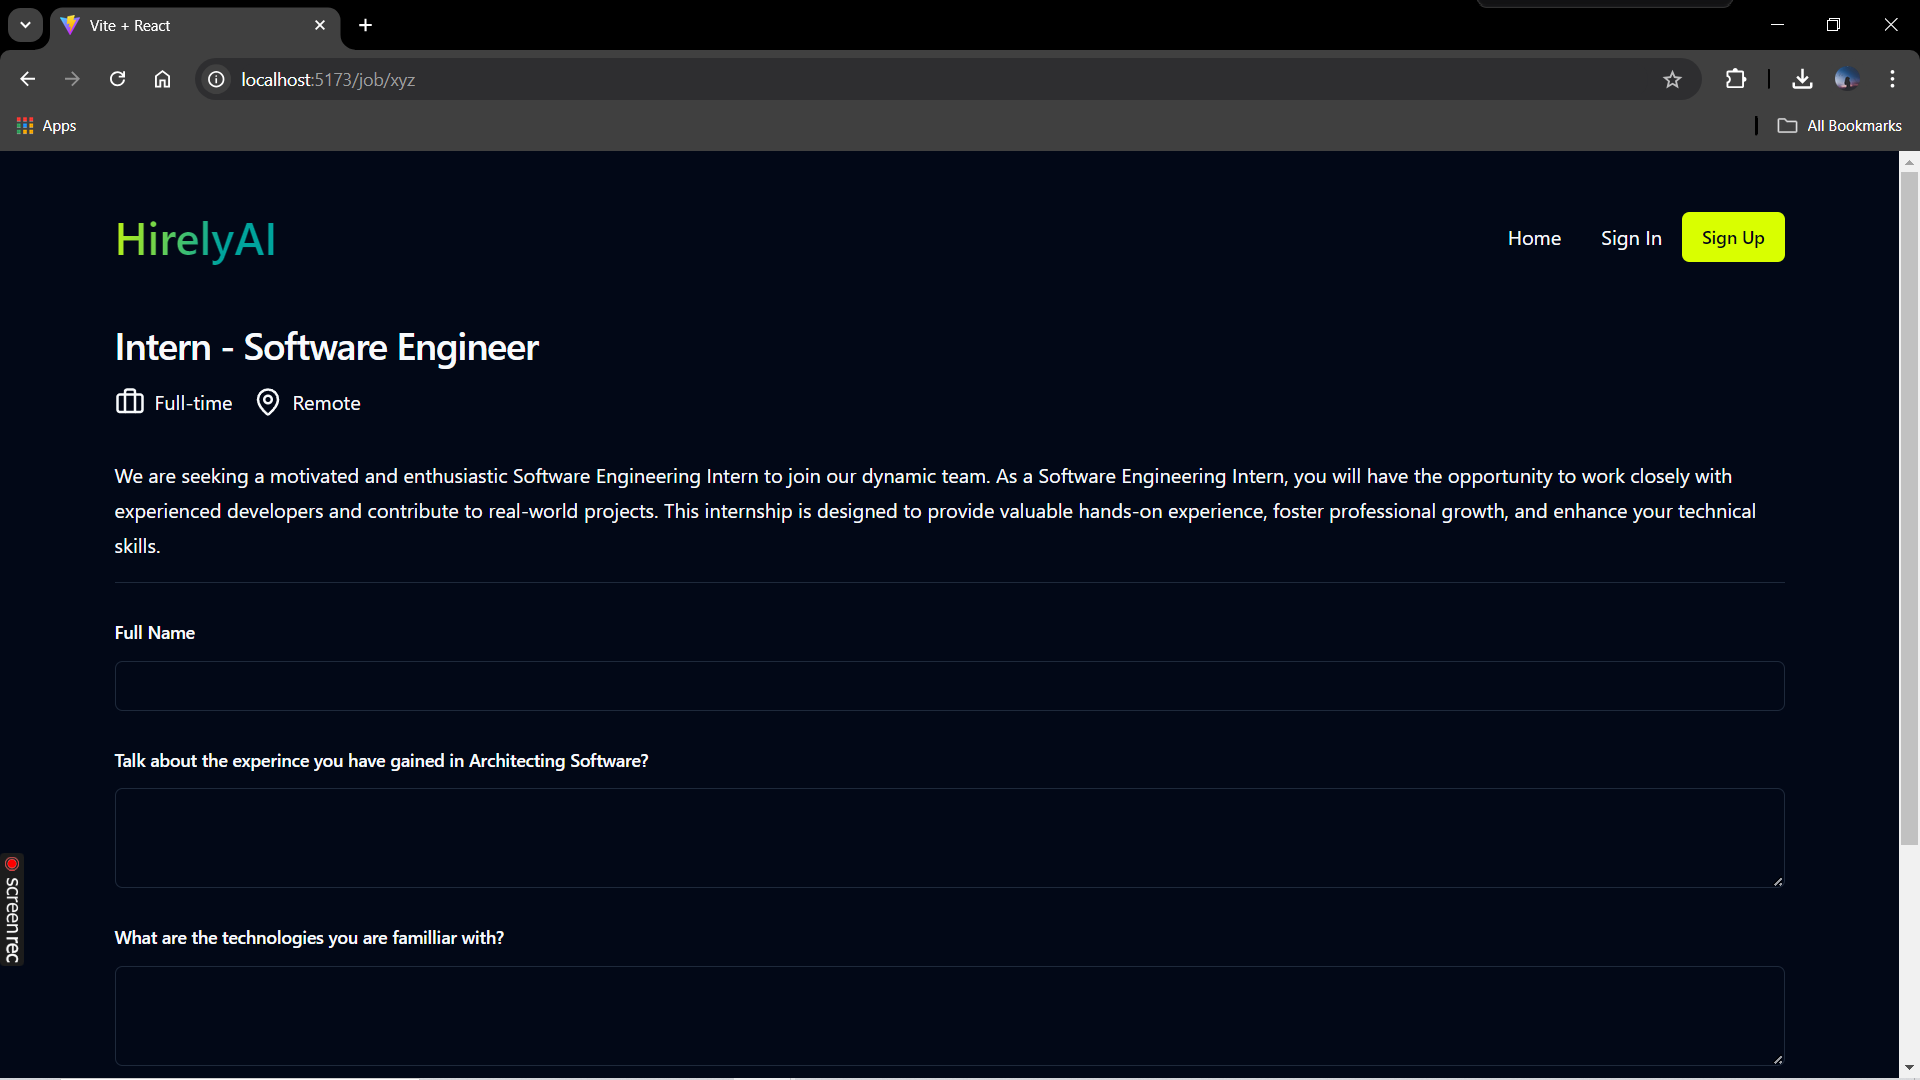 Vite + React
localhost:5173/job/xyz
Apps
All Bookmarks
HirelyAI
Home
Sign In
Sign Up
Intern - Software Engineer
Full-time
Remote
We are seeking a motivated and enthusiastic Software Engineering Intern to join our dynamic team. As a Software Engineering Intern, you will have the opportunity to work closely with
experienced developers and contribute to real-world projects. This internship is designed to provide valuable hands-on experience, foster professional growth, and enhance your technical
skills.
Full Name
Talk about the experince you have gained in Architecting Software?
What are the technologies you are familliar with?
screenrec